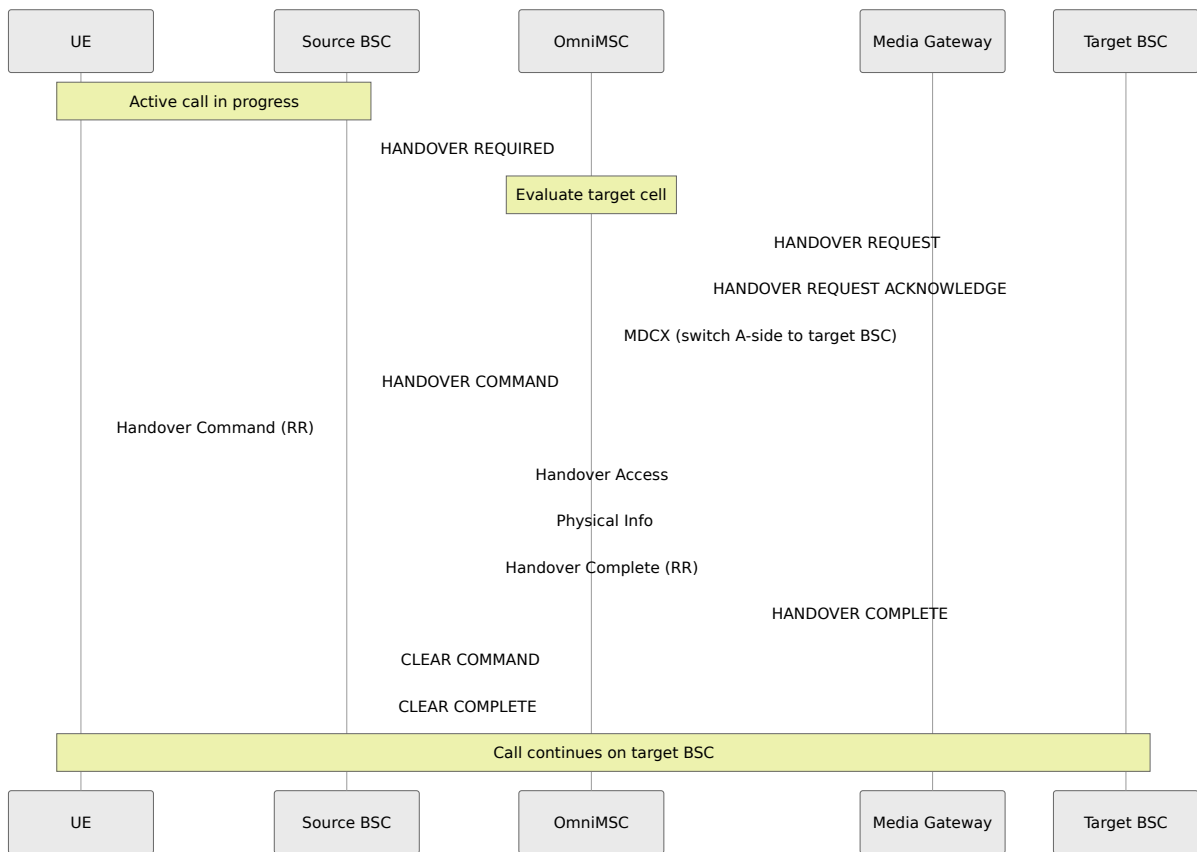 UE
Source BSC
OmniMSC
Media Gateway
Target BSC
Active call in progress
HANDOVER REQUIRED
Evaluate target cell
HANDOVER REQUEST
HANDOVER REQUEST ACKNOWLEDGE
MDCX (switch A-side to target BSC)
HANDOVER COMMAND
Handover Command (RR)
Handover Access
Physical Info
Handover Complete (RR)
HANDOVER COMPLETE
CLEAR COMMAND
CLEAR COMPLETE
Call continues on target BSC
UE
Source BSC
OmniMSC
Media Gateway
Target BSC